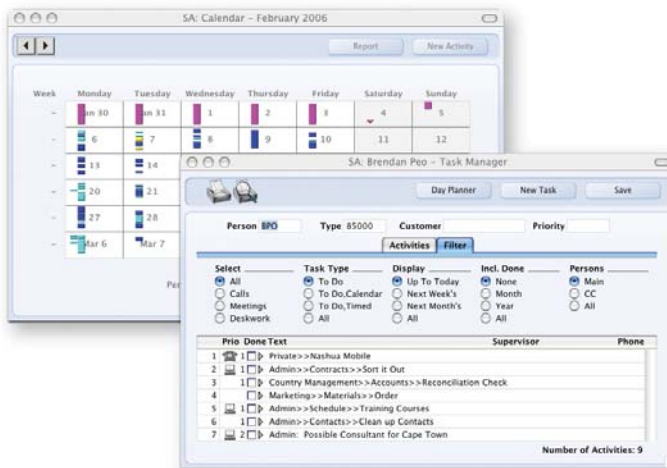 SA: Calendar - February 2006
Report New Activity
Week Monday Tuesday Wednesday Thursday Friday Saturday Sunday
- Jan 30 Jan 31 1 2 3 4 5
- 6 7 8 9 10 11 12
- 13 14
- 20 21
- 27 28
- Mar 6 Mar 7
Per
SA: Brendan Peo - Task Manager
Day Planner New Task Save
Person BPO Type 85000 Customer Priority
Activities Filter
Select Task Type Display Incl. Done Persons
All To Do Up To Today None Main
Calls To Do,Calendar Next Week's Month CC
Meetings To Do,Timed Next Month's Year All
Deskwork All All
Prio Done Text Supervisor Phone
1 1 Private>>Nashua Mobile
2 1 Admin>>Contracts>>Sort it Out
3 1 Country Management>>Accounts>>Reconciliation Check
4 Marketing>>Materials>>Order
5 1 Admin>>Schedule>>Training Courses
6 1 Admin>>Contacts>>Clean up Contacts
7 2 Admin: Possible Consultant for Cape Town
Number of Activities: 9